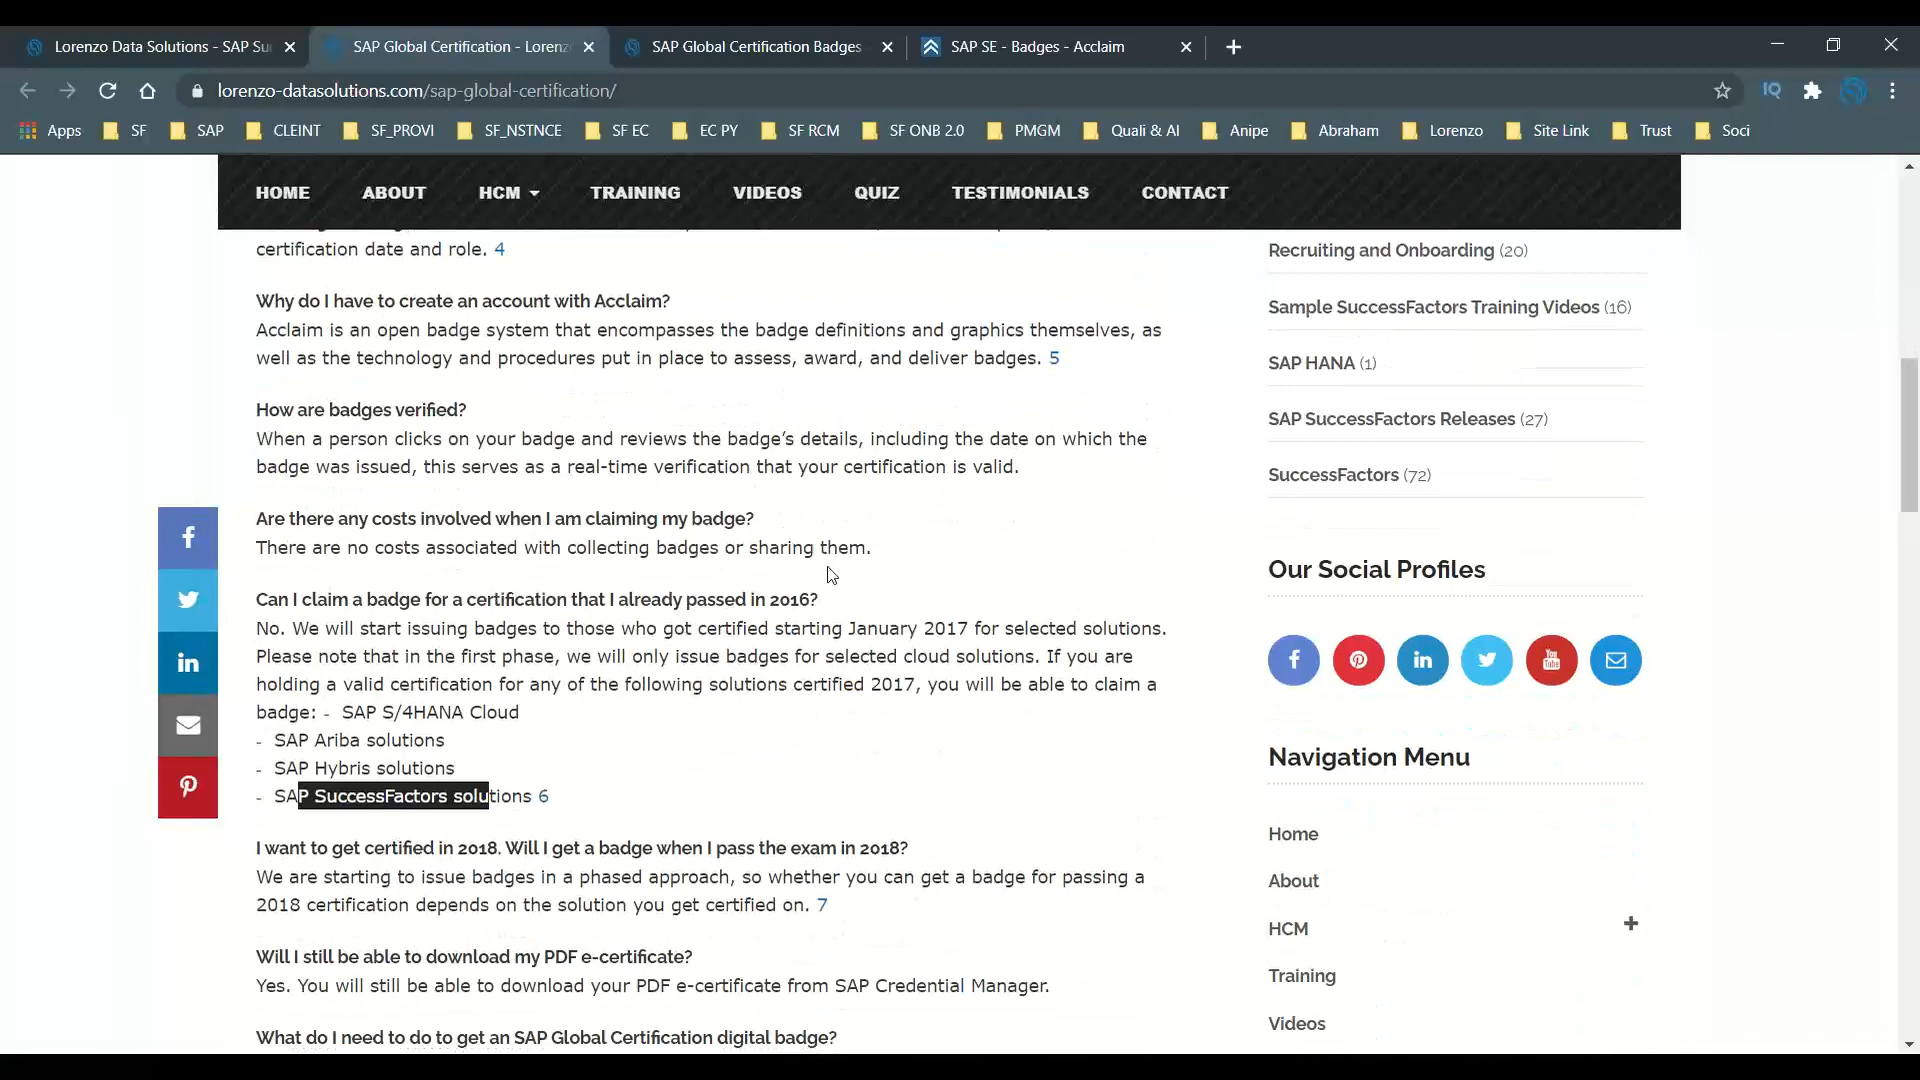 Lorenzo Data Solutions - SAP Su
SAP Global Certification - Lorenz
SAP Global Certification Badges
SAP SE - Badges - Acclaim
lorenzo-datasolutions.com/sap-global-certification/
IQ
Apps
SF
SAP
CLEINT
SF_PROVI
SF_NSTNCE
SF EC
EC PY
SF RCM
SF ONB 2.0
PMGM
Quali & AI
Anipe
Abraham
Lorenzo
Site Link
Trust
Soci
HOME
ABOUT
HCM
TRAINING
VIDEOS
QUIZ
TESTIMONIALS
CONTACT
certification date and role. 4
Why do I have to create an account with Acclaim?
Acclaim is an open badge system that encompasses the badge definitions and graphics themselves, as
well as the technology and procedures put in place to assess, award, and deliver badges. 5
How are badges verified?
When a person clicks on your badge and reviews the badge’s details, including the date on which the
badge was issued, this serves as a real-time verification that your certification is valid.
Are there any costs involved when I am claiming my badge?
There are no costs associated with collecting badges or sharing them.
Can I claim a badge for a certification that I already passed in 2016?
No. We will start issuing badges to those who got certified starting January 2017 for selected solutions.
Please note that in the first phase, we will only issue badges for selected cloud solutions. If you are
holding a valid certification for any of the following solutions certified 2017, you will be able to claim a
badge: - SAP S/4HANA Cloud
- SAP Ariba solutions
- SAP Hybris solutions
- SAP SuccessFactors solutions 6
I want to get certified in 2018. Will I get a badge when I pass the exam in 2018?
We are starting to issue badges in a phased approach, so whether you can get a badge for passing a
2018 certification depends on the solution you get certified on. 7
Will I still be able to download my PDF e-certificate?
Yes. You will still be able to download your PDF e-certificate from SAP Credential Manager.
What do I need to do to get an SAP Global Certification digital badge?
Recruiting and Onboarding (20)
Sample SuccessFactors Training Videos (16)
SAP HANA (1)
SAP SuccessFactors Releases (27)
SuccessFactors (72)
Our Social Profiles
You Tube
Navigation Menu
Home
About
HCM
Training
Videos